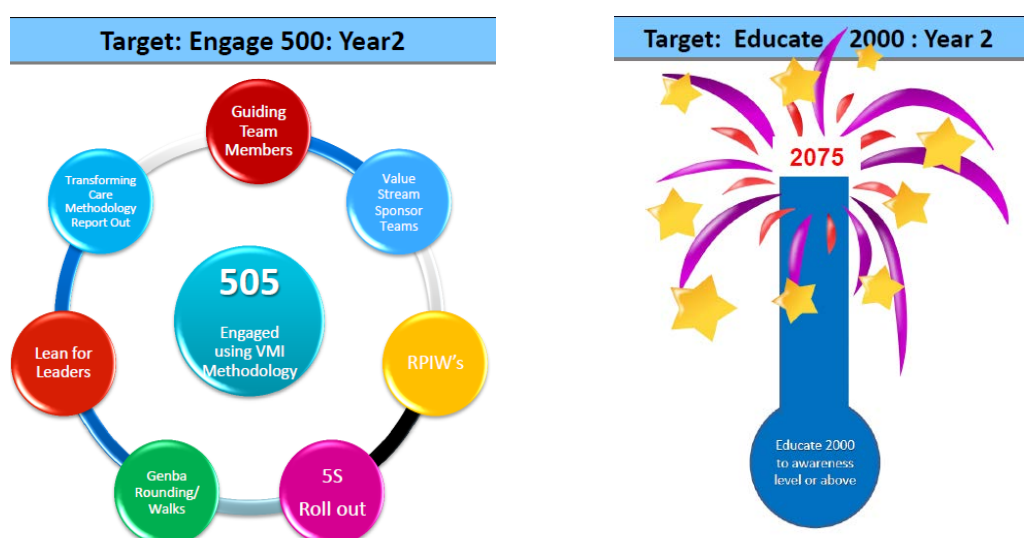 Target: Engage 500: Year2
Guiding
Team
Members
Value
Stream
Sponsor
Teams
RPIW's
5S
Roll out
Genba
Rounding/
Walks
Lean for
Leaders
Transforming
Care
Methodology
Report Out
505
Engaged
using VMI
Methodology
Target: Educate 2000 : Year 2
2075
Educate 2000
to awareness
level or above